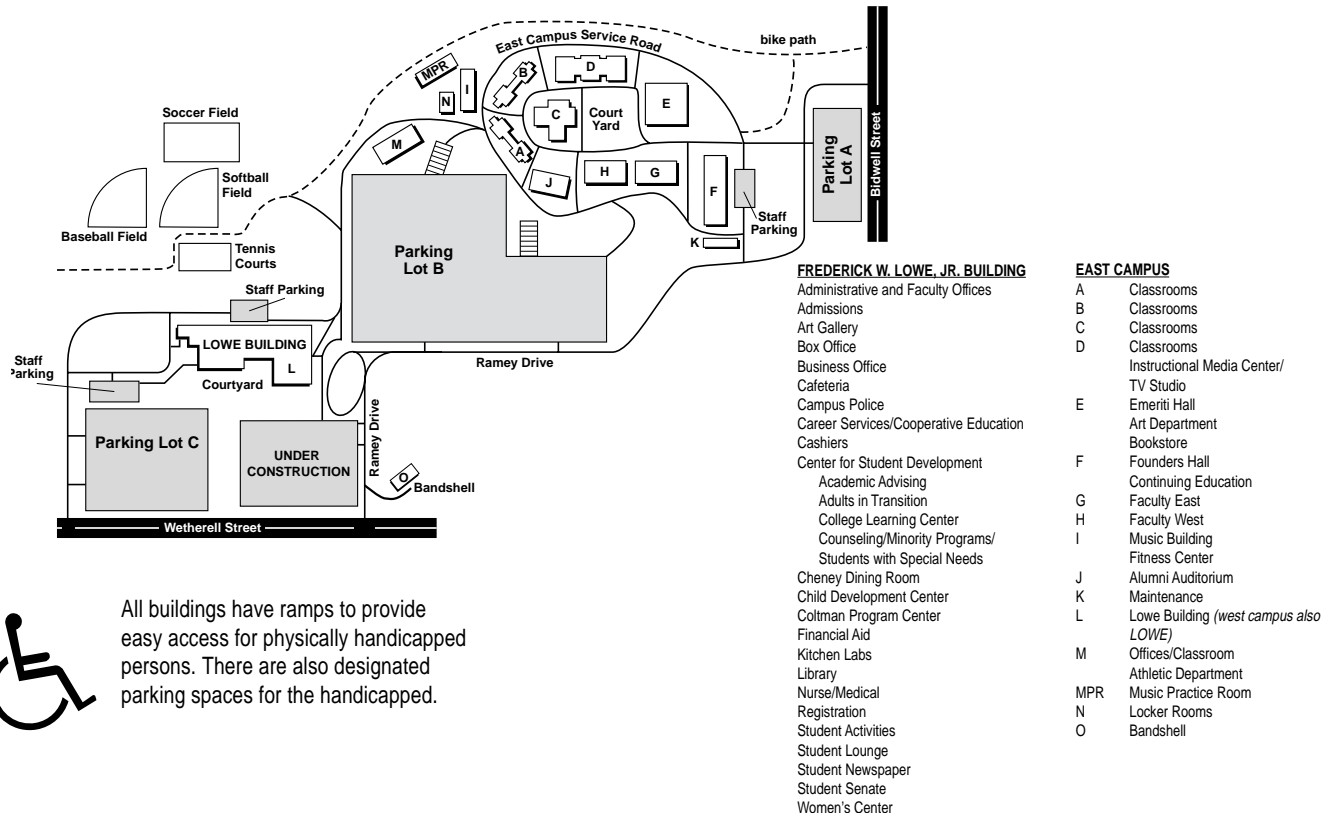 East Campus Service Road
bike path
MPR
B
D
I
N
E
C
Court
Yard
A
M
J
H
G
F
K
Parking
Lot A
Bidwell Street
Staff
Parking
Soccer Field
Softball
Field
Baseball Field
Tennis
Courts
Parking
Lot B
Staff Parking
LOWE BUILDING
L
Courtyard
Staff
Parking
Ramey Drive
Ramey Drive
Parking Lot C
UNDER
CONSTRUCTION
O
Bandshell
Wetherell Street
All buildings have ramps to provide
easy access for physically handicapped
persons. There are also designated
parking spaces for the handicapped.
FREDERICK W. LOWE, JR. BUILDING
Administrative and Faculty Offices
Admissions
Art Gallery
Box Office
Business Office
Cafeteria
Campus Police
Career Services/Cooperative Education
Cashiers
Center for Student Development
Academic Advising
Adults in Transition
College Learning Center
Counseling/Minority Programs/
Students with Special Needs
Cheney Dining Room
Child Development Center
Coltman Program Center
Financial Aid
Kitchen Labs
Library
Nurse/Medical
Registration
Student Activities
Student Lounge
Student Newspaper
Student Senate
Women's Center
EAST CAMPUS
A Classrooms
B Classrooms
C Classrooms
D Classrooms
Instructional Media Center/
TV Studio
E Emeriti Hall
Art Department
Bookstore
F Founders Hall
Continuing Education
G Faculty East
H Faculty West
I Music Building
Fitness Center
J Alumni Auditorium
K Maintenance
L Lowe Building (west campus also
LOWE)
M Offices/Classroom
Athletic Department
MPR Music Practice Room
N Locker Rooms
O Bandshell